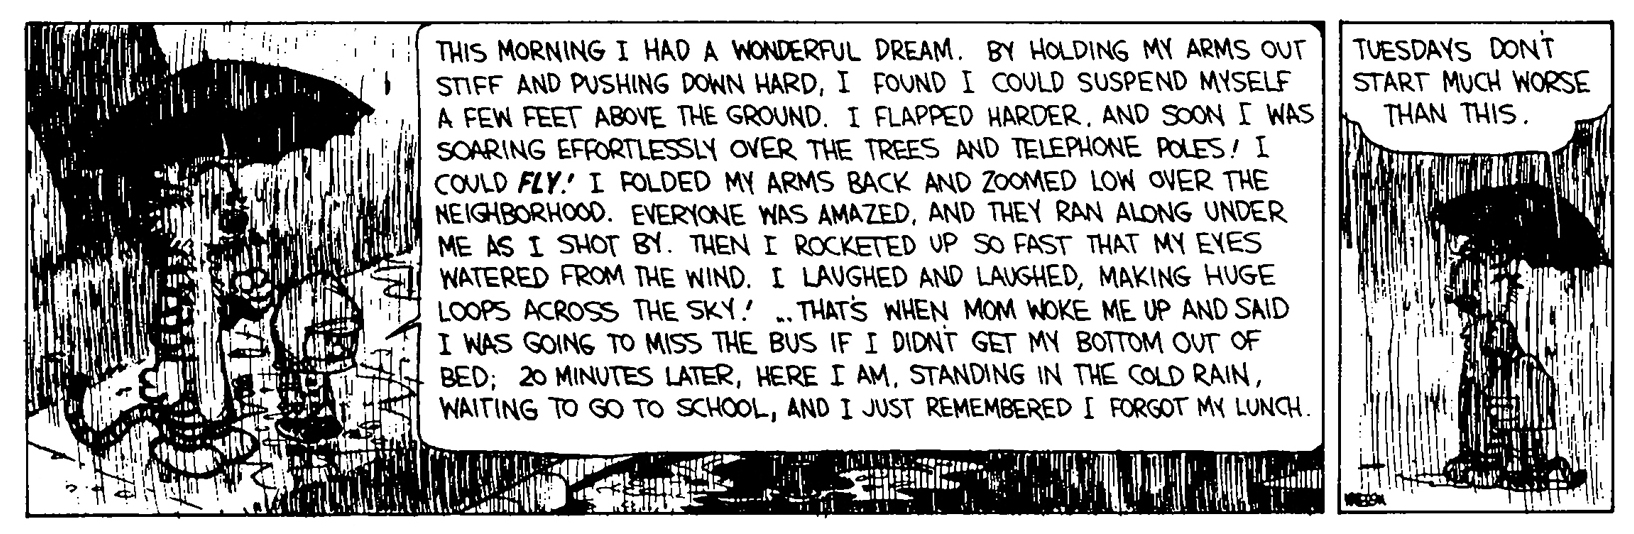 THIS MORNING I HAD A WONDERFUL DREAM. BY HOLDING MY ARMS OUT
STIFF AND PUSHING DOWN HARD, I FOUND I COULD SUSPEND MYSELF
A FEW FEET ABOVE THE GROUND. I FLAPPED HARDER, AND SOON I WAS
SOARING EFFORTLESSLY OVER THE TREES AND TELEPHONE POLES! I
COULD FLY! I FOLDED MY ARMS BACK AND ZOOMED LOW OVER THE
NEIGHBORHOOD. EVERYONE WAS AMAZED, AND THEY RAN ALONG UNDER
ME AS I SHOT BY. THEN I ROCKETED UP SO FAST THAT MY EYES
WATERED FROM THE WIND. I LAUGHED AND LAUGHED, MAKING HUGE
LOOPS ACROSS THE SKY! ...THAT'S WHEN MOM WOKE ME UP AND SAID
I WAS GOING TO MISS THE BUS IF I DIDN'T GET MY BOTTOM OUT OF
BED; 20 MINUTES LATER, HERE I AM, STANDING IN THE COLD RAIN,
WAITING TO GO TO SCHOOL, AND I JUST REMEMBERED I FORGOT MY LUNCH.
TUESDAYS DON'T
START MUCH WORSE
THAN THIS.